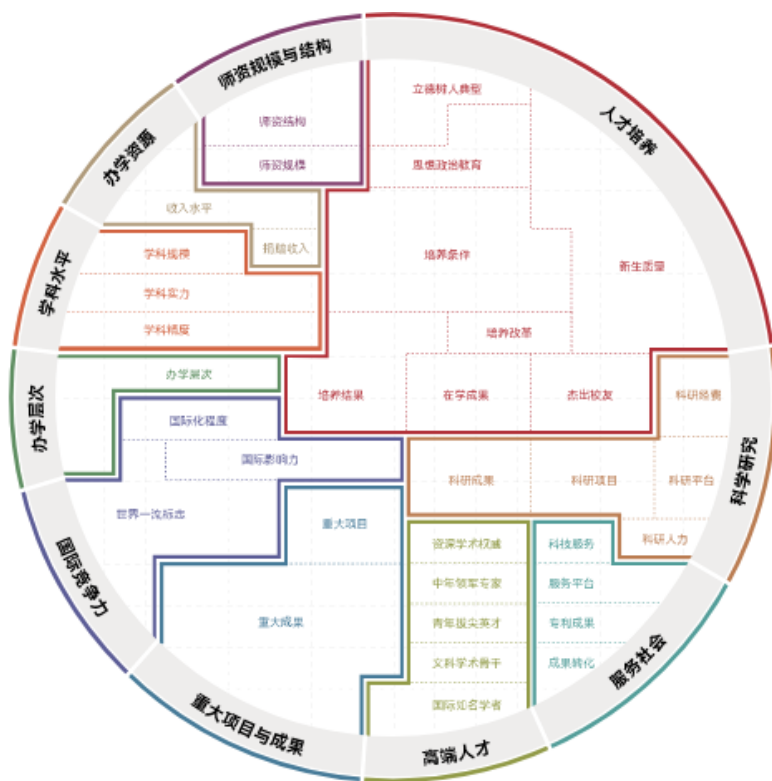 师资规模与结构
人才培养
办学资源
学科水平
办学层次
国际竞争力
重大项目与成果
高端人才
服务社会
科学研究
立德树人典型
师资结构
师资规模
思想政治教育
收入水平
捐赠收入
培养条件
新生质量
学科规模
学科实力
学科精度
培养改革
办学层次
培养结果
在学成果
杰出校友
科研经费
国际化程度
国际影响力
世界一流标志
科研成果
科研项目
科研平台
科研人力
重大项目
重大成果
资深学术权威
中年领军专家
青年拔尖英才
文科学术骨干
国际知名学者
科技服务
服务平台
专利成果
成果转化